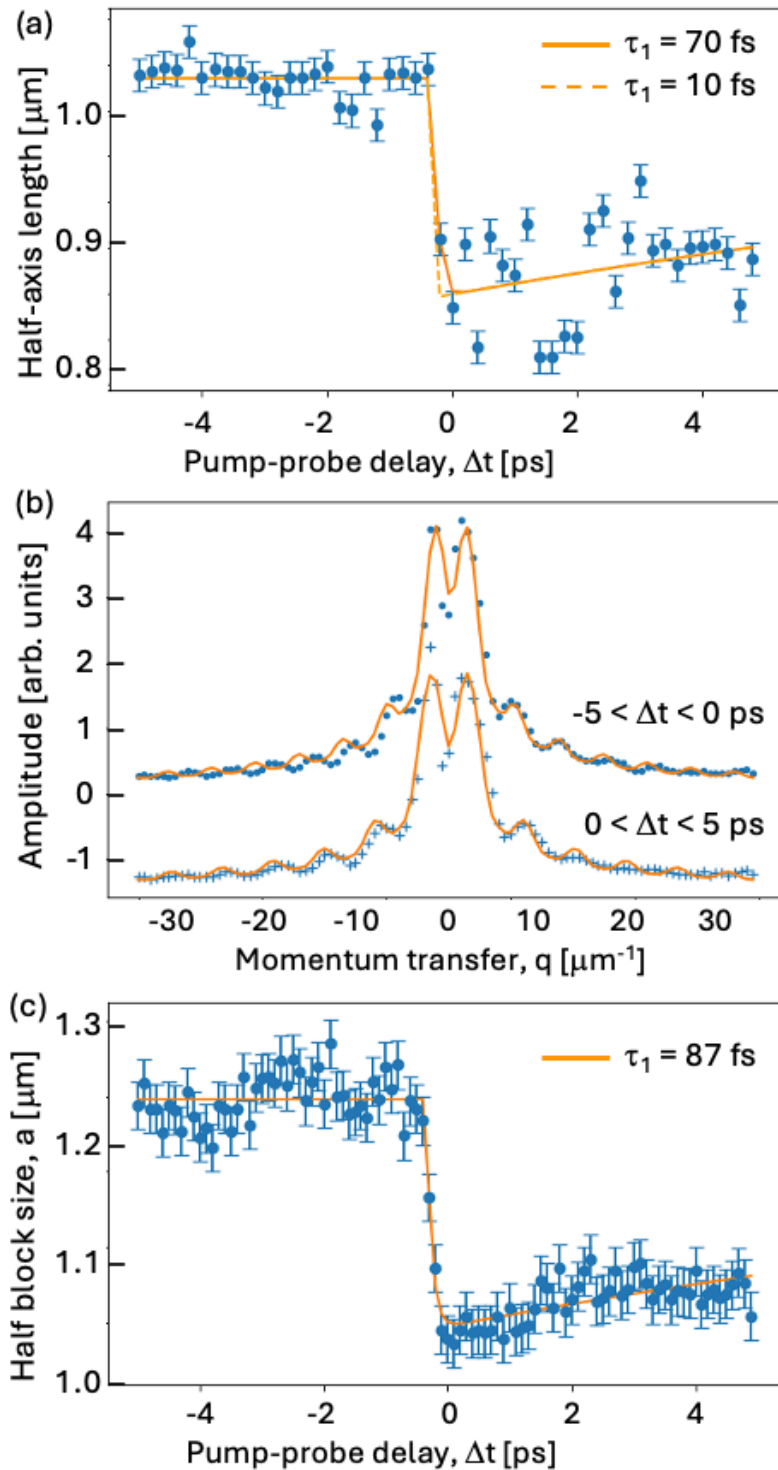 (a)
τ₁ = 70 fs
τ₁ = 10 fs
Half-axis length [μm]
1.0
0.9
0.8
-4 -2 0 2 4
Pump-probe delay, Δt [ps]
(b)
Amplitude [arb. units]
4
3
2
1
0
-1
-5 < Δt < 0 ps
0 < Δt < 5 ps
-30 -20 -10 0 10 20 30
Momentum transfer, q [μm⁻¹]
(c)
τ₁ = 87 fs
Half block size, a [μm]
1.3
1.2
1.1
1.0
-4 -2 0 2 4
Pump-probe delay, Δt [ps]